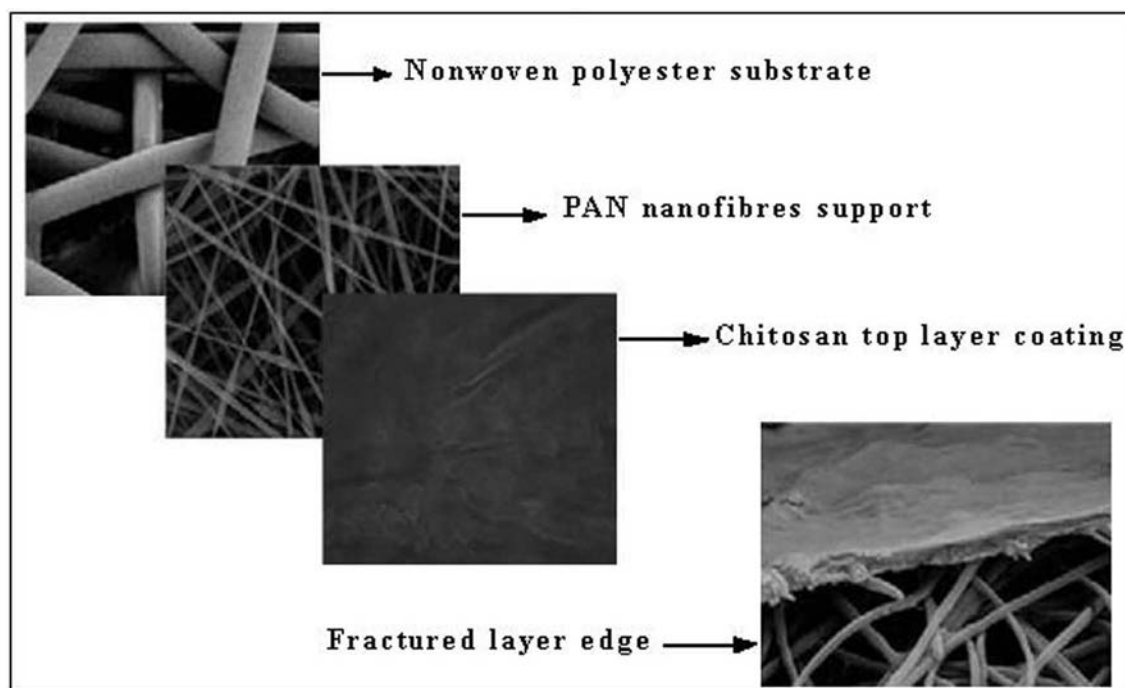 Nonwoven polyester substrate
PAN nanofibres support
Chitosan top layer coating
Fractured layer edge